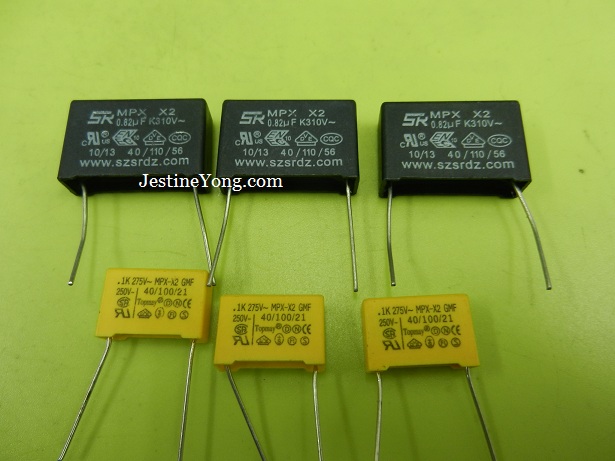 SR MPX X2
0.82µF K310V~
10/13 40/110/56
www.szsrdz.com
SR MPX X2
0.82µF K310V~
10/13 40/110/56
www.szsrdz.com
SR MPX X2
0.82µF K310V~
10/13 40/110/56
www.szsrdz.com
JestineYong.com
.1K 275V~ MPX-X2 GMF
250V~ 40/100/21
Topmay®
.1K 275V~ MPX-X2 GMF
250V~ 40/100/21
Topmay®
.1K 275V~ MPX-X2 GMF
250V~ 40/100/21
Topmay®